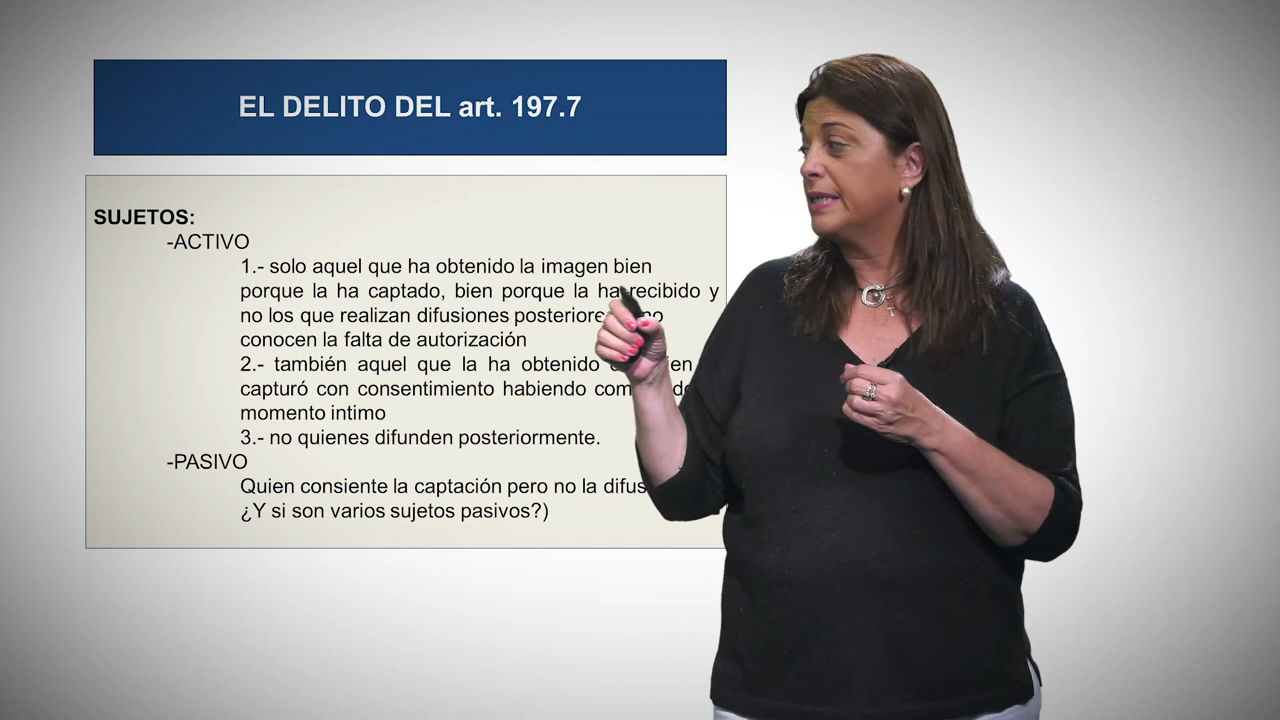 EL DELITO DEL art. 197.7
SUJETOS:
-ACTIVO
1.- solo aquel que ha obtenido la imagen bien
porque la ha captado, bien porque la ha recibido y
no los que realizan difusiones
conocen la falta de autorización
2.- también aquel que la ha obtenido
capturó con consentimiento habiendo
momento intimo
3.- no quienes difunden posteriormente.
-PASIVO
Quien consiente la captación pero no la
¿Y si son varios sujetos pasivos?)